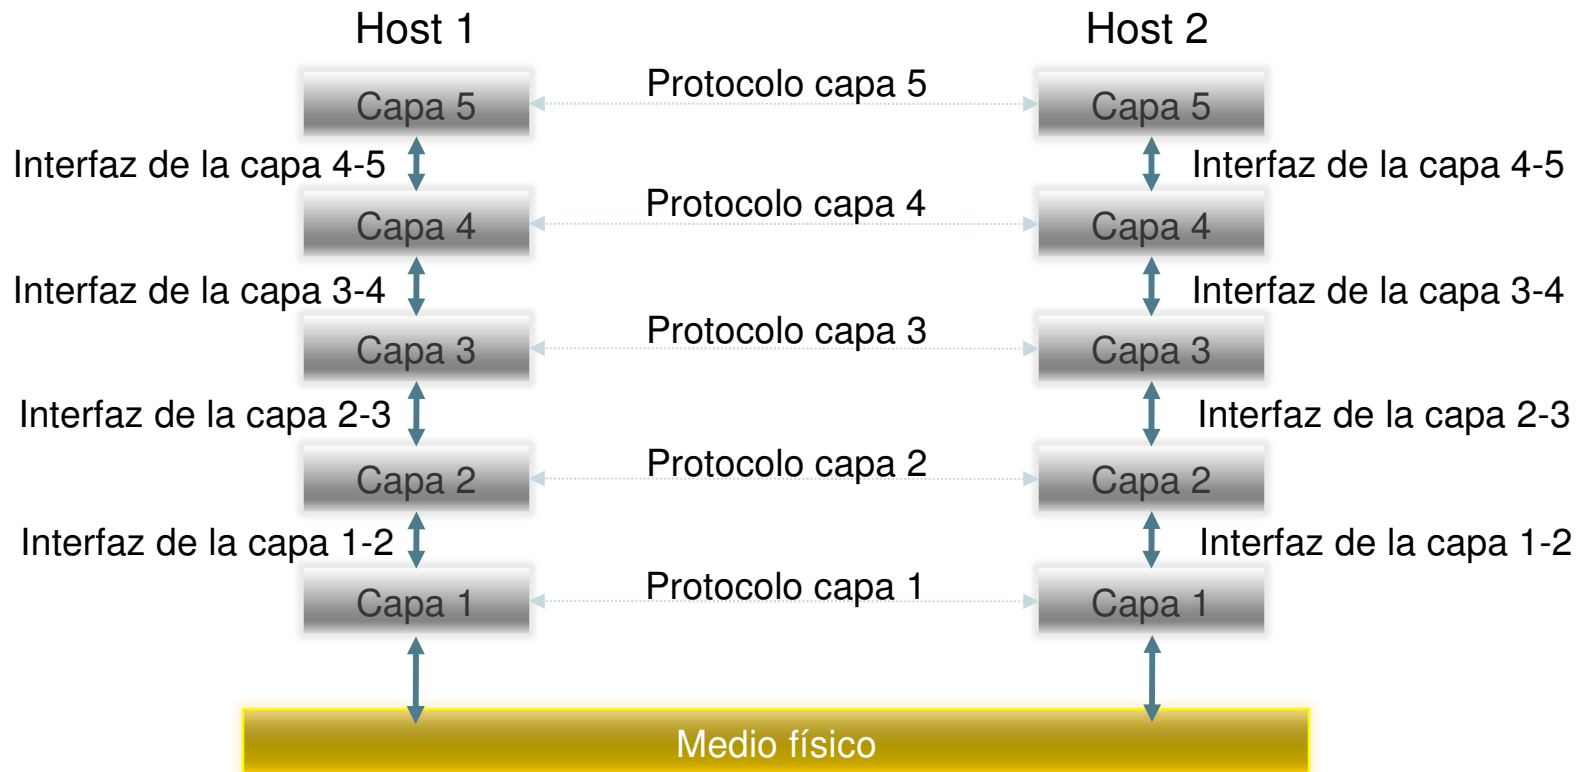 Host 1
Host 2
Capa 5
Protocolo capa 5
Capa 5
Interfaz de la capa 4-5
Interfaz de la capa 4-5
Capa 4
Protocolo capa 4
Capa 4
Interfaz de la capa 3-4
Interfaz de la capa 3-4
Capa 3
Protocolo capa 3
Capa 3
Interfaz de la capa 2-3
Interfaz de la capa 2-3
Capa 2
Protocolo capa 2
Capa 2
Interfaz de la capa 1-2
Interfaz de la capa 1-2
Capa 1
Protocolo capa 1
Capa 1
Medio físico